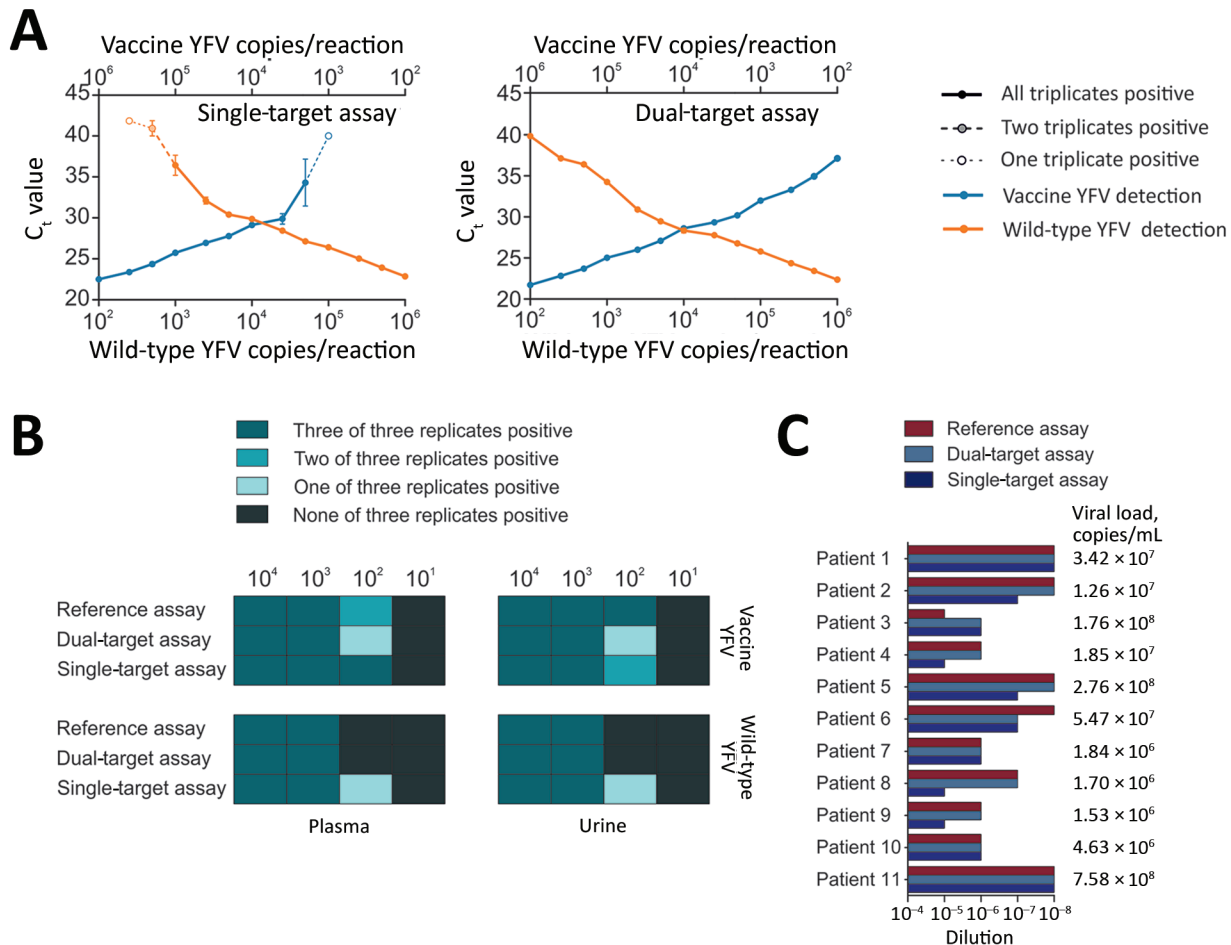 A
Vaccine YFV copies/reaction
10⁶ 10⁵ 10⁴ 10³ 10²
Single-target assay
45
40
35
30
25
20
Cₜ value
10² 10³ 10⁴ 10⁵ 10⁶
Wild-type YFV copies/reaction
Vaccine YFV copies/reaction
10⁶ 10⁵ 10⁴ 10³ 10²
Dual-target assay
45
40
35
30
25
20
Cₜ value
10² 10³ 10⁴ 10⁵ 10⁶
Wild-type YFV copies/reaction
All triplicates positive
Two triplicates positive
One triplicate positive
Vaccine YFV detection
Wild-type YFV detection
B
Three of three replicates positive
Two of three replicates positive
One of three replicates positive
None of three replicates positive
10⁴ 10³ 10² 10¹ 10⁴ 10³ 10² 10¹
Reference assay
Dual-target assay
Single-target assay
Vaccine
YFV
Reference assay
Dual-target assay
Single-target assay
Wild-type
YFV
Plasma Urine
C
Reference assay
Dual-target assay
Single-target assay
Viral load,
copies/mL
Patient 1 3.42 × 10⁷
Patient 2 1.26 × 10⁷
Patient 3 1.76 × 10⁸
Patient 4 1.85 × 10⁷
Patient 5 2.76 × 10⁸
Patient 6 5.47 × 10⁷
Patient 7 1.84 × 10⁶
Patient 8 1.70 × 10⁶
Patient 9 1.53 × 10⁶
Patient 10 4.63 × 10⁶
Patient 11 7.58 × 10⁸
10⁻⁴ 10⁻⁵ 10⁻⁶ 10⁻⁷ 10⁻⁸
Dilution